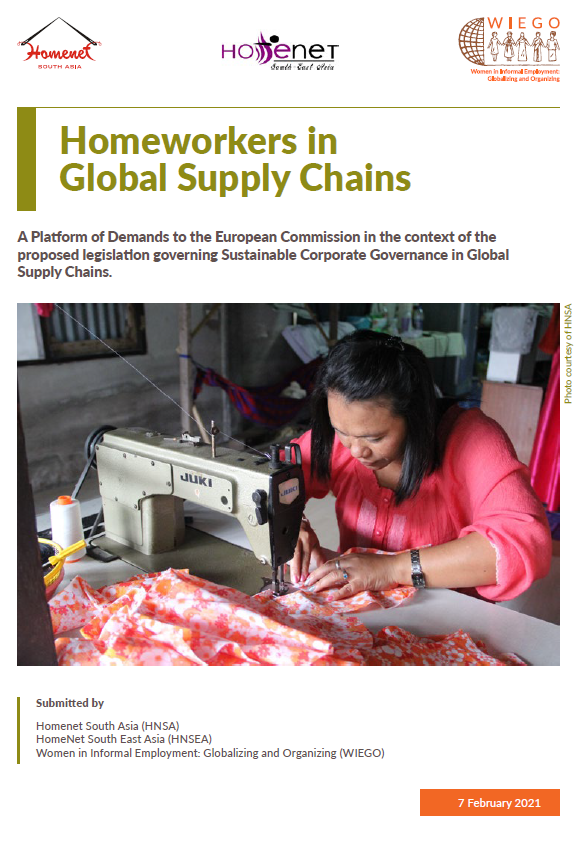 Homenet
SOUTH ASIA
HOMENET
South-East Asia
WIEGO
Women in Informal Employment:
Globalizing and Organizing
Homeworkers in
Global Supply Chains
A Platform of Demands to the European Commission in the context of the
proposed legislation governing Sustainable Corporate Governance in Global
Supply Chains.
Photo courtesy of HNSA
JUKI
JUKI
Submitted by
Homenet South Asia (HNSA)
HomeNet South East Asia (HNSEA)
Women in Informal Employment: Globalizing and Organizing (WIEGO)
7 February 2021